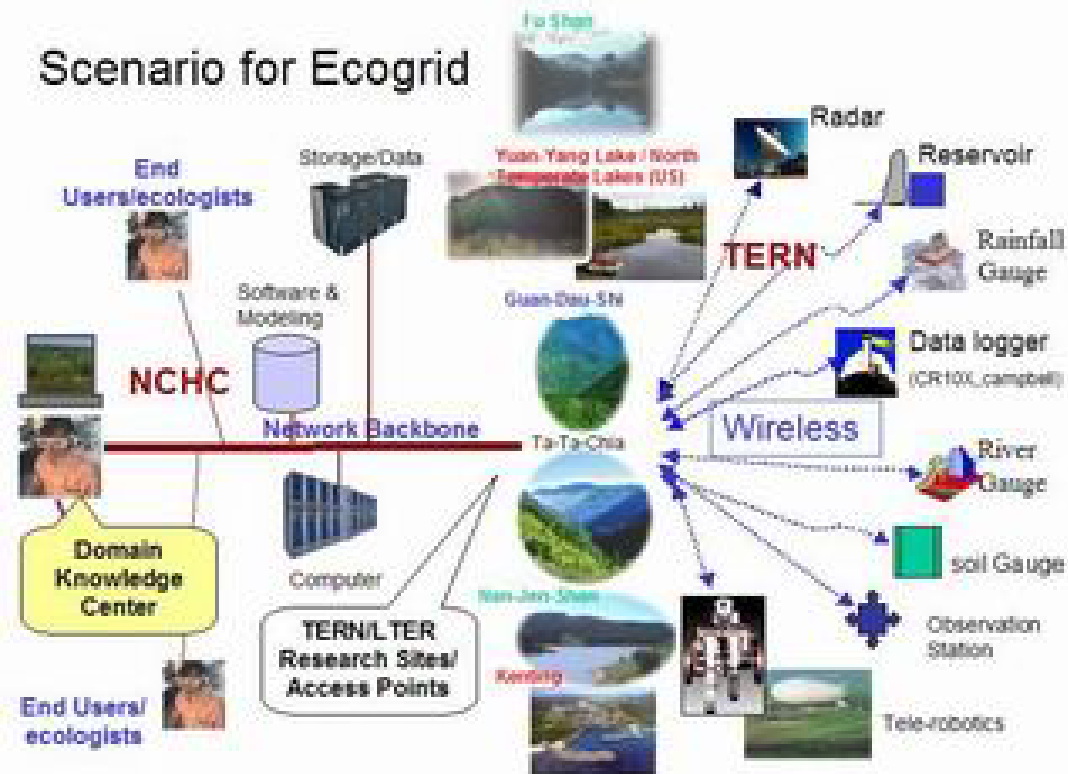 Scenario for Ecogrid
Fu Shan
Radar
Storage/Data
Yuan-Yang Lake / North
Temperate Lakes (US)
Reservoir
End
Users/ecologists
TERN
Rainfall
Gauge
Software &
Modeling
Guan-Dau-Shi
Data logger
(CR10X,campbell)
NCHC
Network Backbone
Ta-Ta-Chia
Wireless
River
Gauge
Domain
Knowledge
Center
Computer
soil Gauge
Nan-Jen-Shan
TERN/LTER
Research Sites/
Access Points
Observation
Station
Kenting
End Users/
ecologists
Tele-robotics